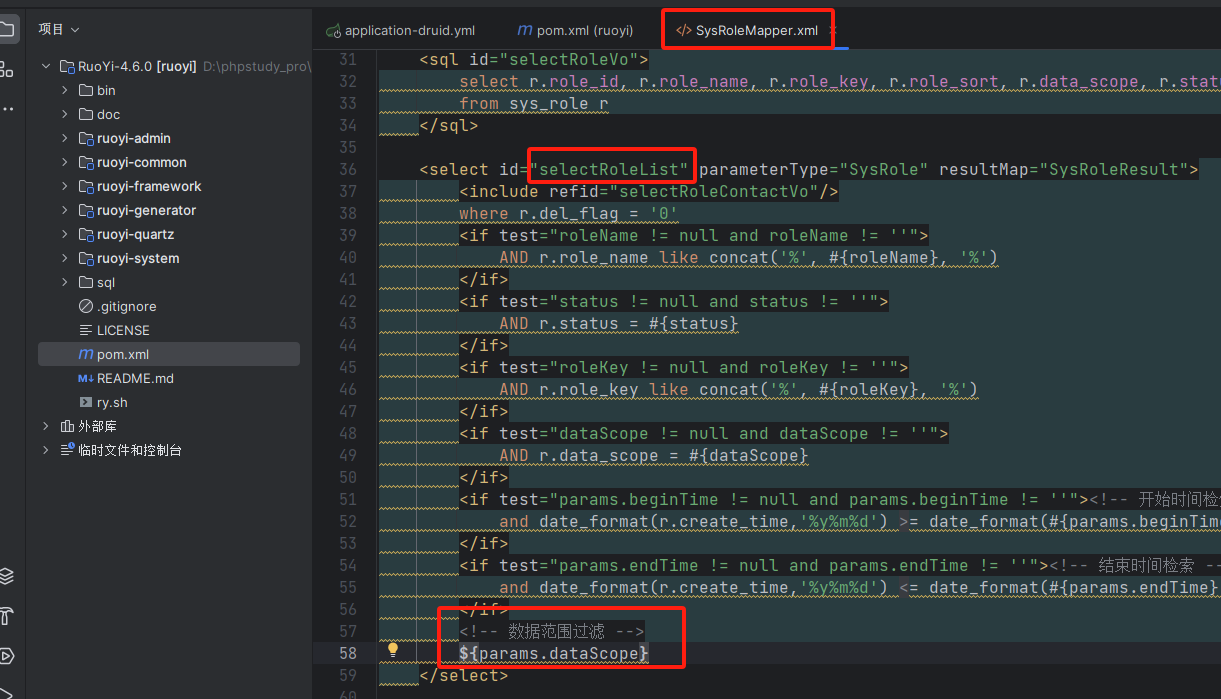 项目
application-druid.yml
pom.xml (ruoyi)
</> SysRoleMapper.xml
RuoYi-4.6.0 [ruoyi] D:\phpstudy_pro\
bin
doc
ruoyi-admin
ruoyi-common
ruoyi-framework
ruoyi-generator
ruoyi-quartz
ruoyi-system
sql
.gitignore
LICENSE
pom.xml
README.md
ry.sh
外部库
临时文件和控制台
31 <sql id="selectRoleVo">
32 select r.role_id, r.role_name, r.role_key, r.role_sort, r.data_scope, r.stat
33 from sys_role r
34 </sql>
35
36 <select id="selectRoleList" parameterType="SysRole" resultMap="SysRoleResult">
37 <include refid="selectRoleContactVo"/>
38 where r.del_flag = '0'
39 <if test="roleName != null and roleName != ''">
40 AND r.role_name like concat('%', #{roleName}, '%')
41 </if>
42 <if test="status != null and status != ''">
43 AND r.status = #{status}
44 </if>
45 <if test="roleKey != null and roleKey != ''">
46 AND r.role_key like concat('%', #{roleKey}, '%')
47 </if>
48 <if test="dataScope != null and dataScope != ''">
49 AND r.data_scope = #{dataScope}
50 </if>
51 <if test="params.beginTime != null and params.beginTime != ''"><!-- 开始时间检
52 and date_format(r.create_time,'%y%m%d') >= date_format(#{params.beginTim
53 </if>
54 <if test="params.endTime != null and params.endTime != ''"><!-- 结束时间检索 --
55 and date_format(r.create_time,'%y%m%d') <= date_format(#{params.endTime}
56 </if>
57 <!-- 数据范围过滤 -->
58 ${params.dataScope}
59 </select>
60